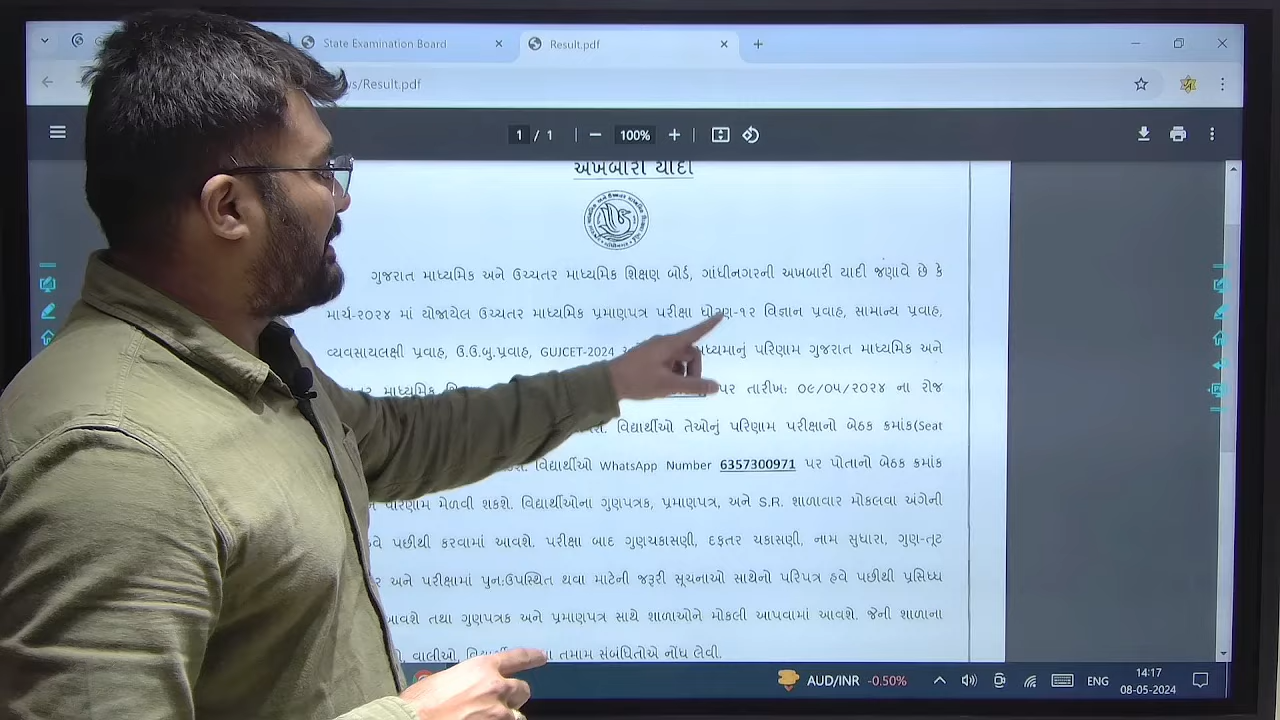 State Examination Board
Result.pdf
/Result.pdf
1 / 1
100%
અખબારી યાદી
ગુજરાત માધ્યમિક અને ઉચ્ચતર માધ્યમિક શિક્ષણ બોર્ડ, ગાંધીનગરની અખબારી યાદી જણાવે છે કે
માર્ચ-૨૦૨૪ માં યોજાયેલ ઉચ્ચતર માધ્યમિક પ્રમાણપત્ર પરીક્ષા ધોરણ-૧૨ વિજ્ઞાન પ્રવાહ, સામાન્ય પ્રવાહ,
વ્યવસાયલક્ષી પ્રવાહ, ઉ.ઉ.બુ.પ્રવાહ, GUJCET-2024 મધ્યમાનું પરિણામ ગુજરાત માધ્યમિક અને
માધ્યમિક પર તારીખ: ૦૯/૦૫/૨૦૨૪ ના રોજ
વિદ્યાર્થીઓ તેઓનું પરિણામ પરીક્ષાનો બેઠક ક્રમાંક(Seat
વિદ્યાર્થીઓ WhatsApp Number 6357300971 પર પોતાનો બેઠક ક્રમાંક
પરિણામ મેળવી શકશે. વિદ્યાર્થીઓના ગુણપત્રક, પ્રમાણપત્ર, અને S.R. શાળાવાર મોકલવા અંગેની
હવે પછીથી કરવામાં આવશે. પરીક્ષા બાદ ગુણચકાસણી, દફતર ચકાસણી, નામ સુધારા, ગુણ-તૂટ
અને પરીક્ષામાં પુન:ઉપસ્થિત થવા માટેની જરૂરી સૂચનાઓ સાથેનો પરિપત્ર હવે પછીથી પ્રસિધ્ધ
આવશે તથા ગુણપત્રક અને પ્રમાણપત્ર સાથે શાળાઓને મોકલી આપવામાં આવશે. જેની શાળાના
વાલીઓ, તમામ સંબંધિતોએ નોંધ લેવી.
AUD/INR -0.50%
ENG
14:17
08-05-2024